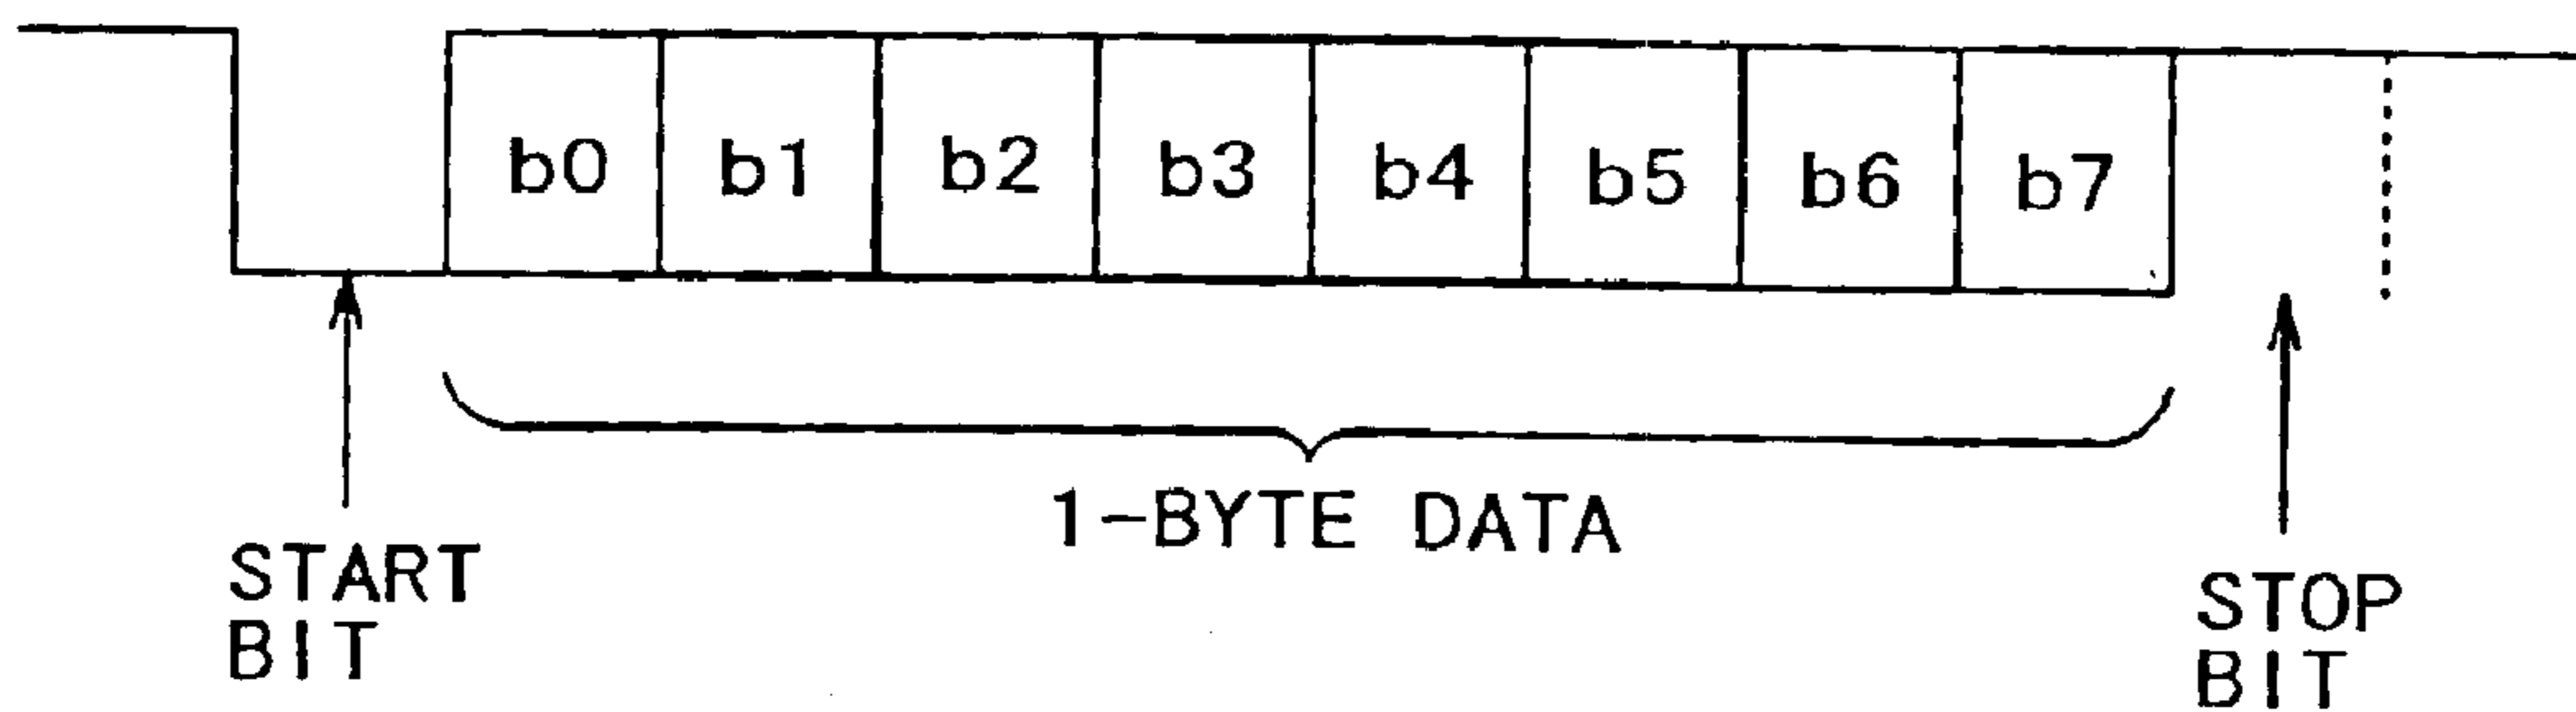 b0 b1 b2 b3 b4 b5 b6 b7
1-BYTE DATA
START
BIT
STOP
BIT